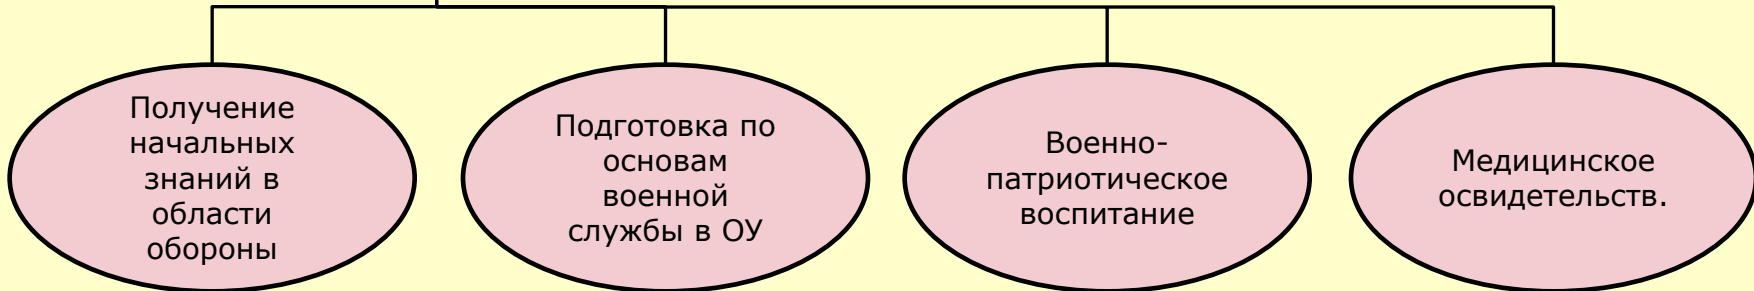 Получение
начальных
знаний в
области
обороны
Подготовка по
основам
военной
службы в ОУ
Военно-
патриотическое
воспитание
Медицинское
освидетельств.